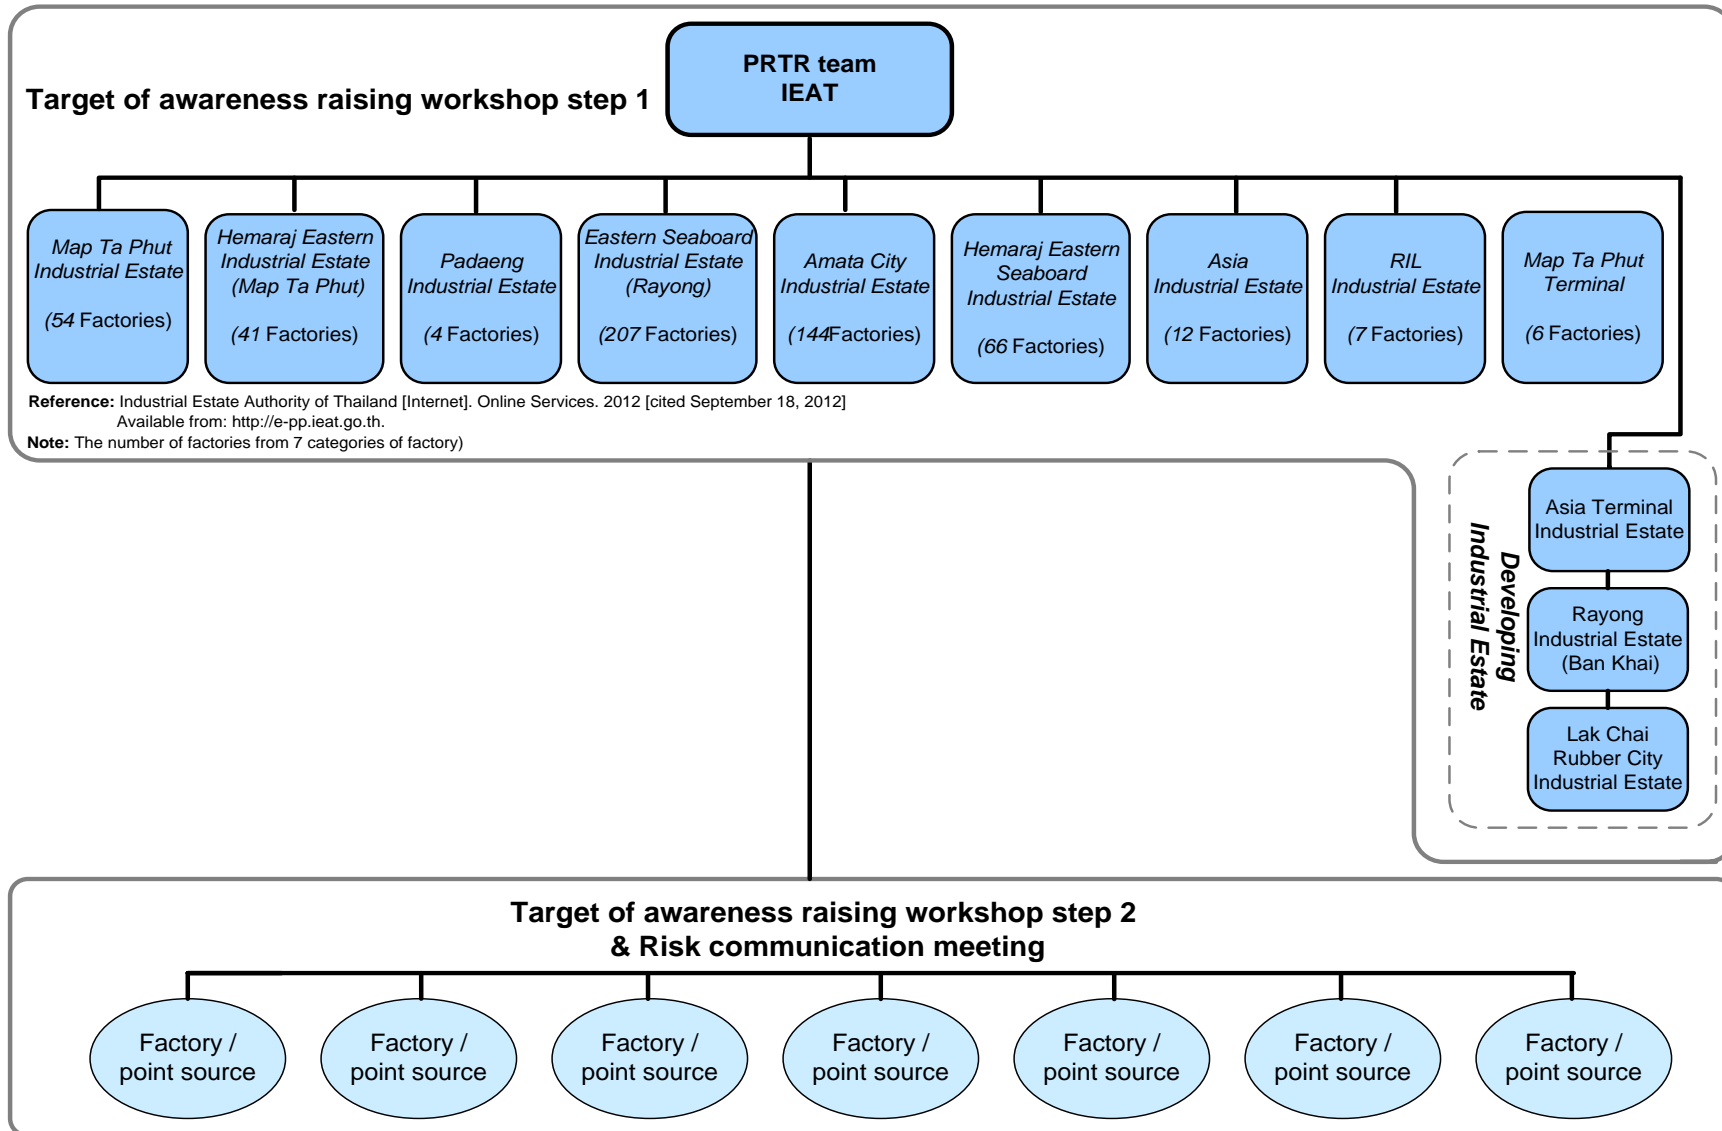 PRTR team
IEAT
Target of awareness raising workshop step 1
Map Ta Phut
Industrial Estate
(54 Factories)
Hemaraj Eastern
Industrial Estate
(Map Ta Phut)
(41 Factories)
Padaeng
Industrial Estate
(4 Factories)
Eastern Seaboard
Industrial Estate
(Rayong)
(207 Factories)
Amata City
Industrial Estate
(144Factories)
Hemaraj Eastern
Seaboard
Industrial Estate
(66 Factories)
Asia
Industrial Estate
(12 Factories)
RIL
Industrial Estate
(7 Factories)
Map Ta Phut
Terminal
(6 Factories)
Reference: Industrial Estate Authority of Thailand [Internet]. Online Services. 2012 [cited September 18, 2012]
Available from: http://e-pp.ieat.go.th.
Note: The number of factories from 7 categories of factory)
Developing
Industrial Estate
Asia Terminal
Industrial Estate
Rayong
Industrial Estate
(Ban Khai)
Lak Chai
Rubber City
Industrial Estate
Target of awareness raising workshop step 2
& Risk communication meeting
Factory /
point source
Factory /
point source
Factory /
point source
Factory /
point source
Factory /
point source
Factory /
point source
Factory /
point source